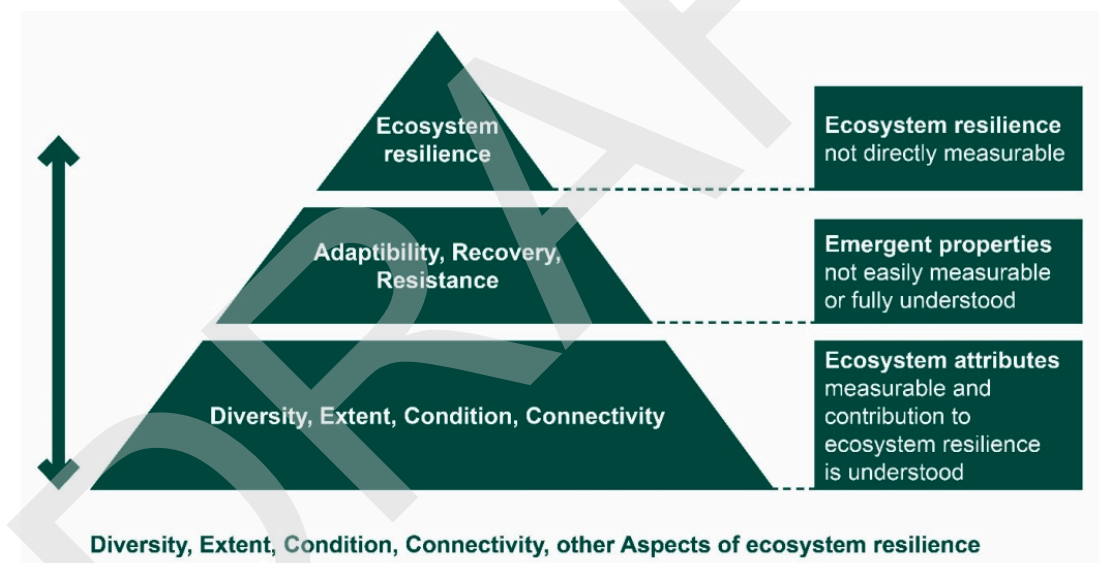 Ecosystem
resilience
Ecosystem resilience
not directly measurable
Adaptibility, Recovery,
Resistance
Emergent properties
not easily measurable
or fully understood
Diversity, Extent, Condition, Connectivity
Ecosystem attributes
measurable and
contribution to
ecosystem resilience
is understood
Diversity, Extent, Condition, Connectivity, other Aspects of ecosystem resilience
DRAF